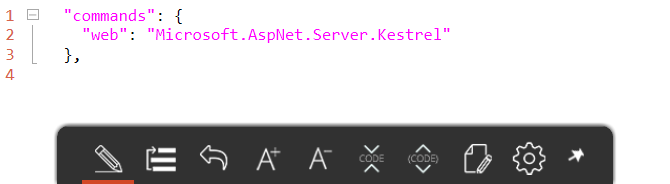 1 "commands": {
2 "web": "Microsoft.AspNet.Server.Kestrel"
3 },
4
A+ A- CODE (CODE)